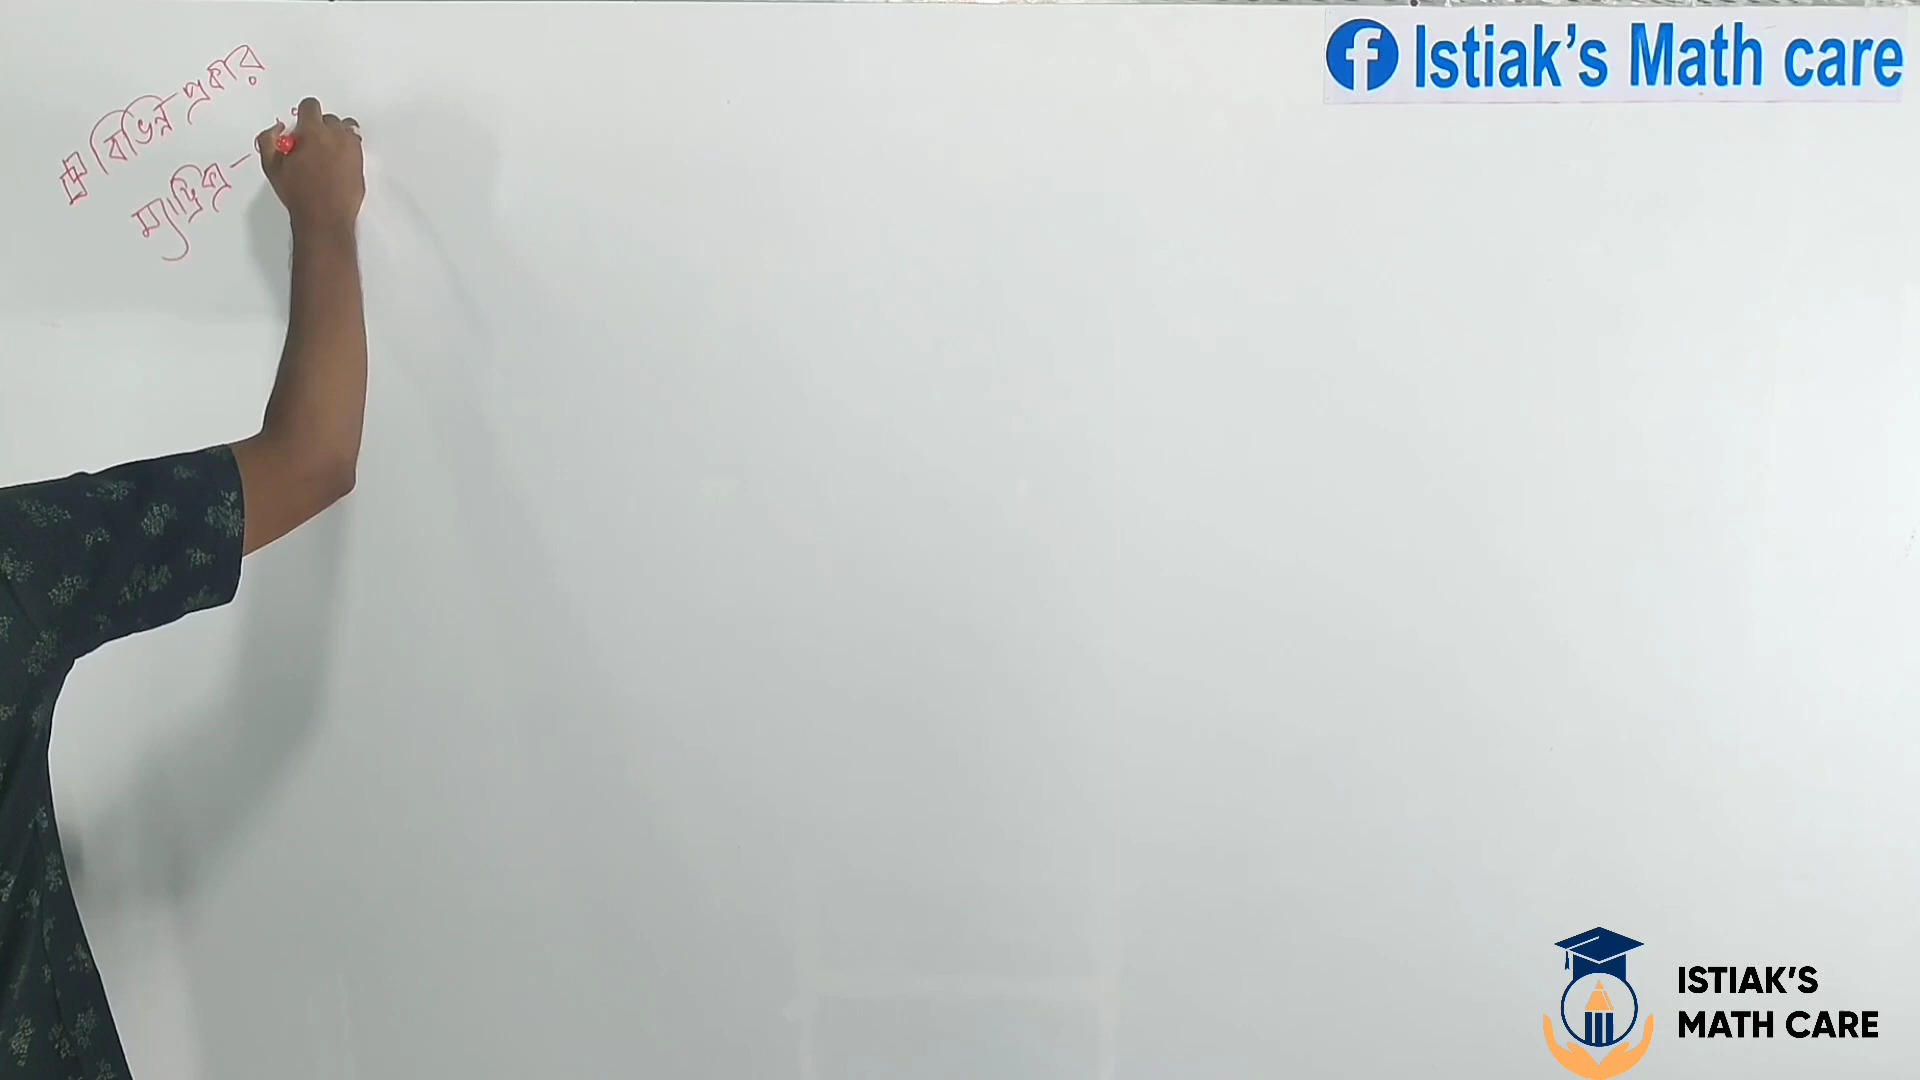 বিভিন্ন প্রকার
ম্যাট্রিক্স -
Istiak's Math care
ISTIAK'S
MATH CARE